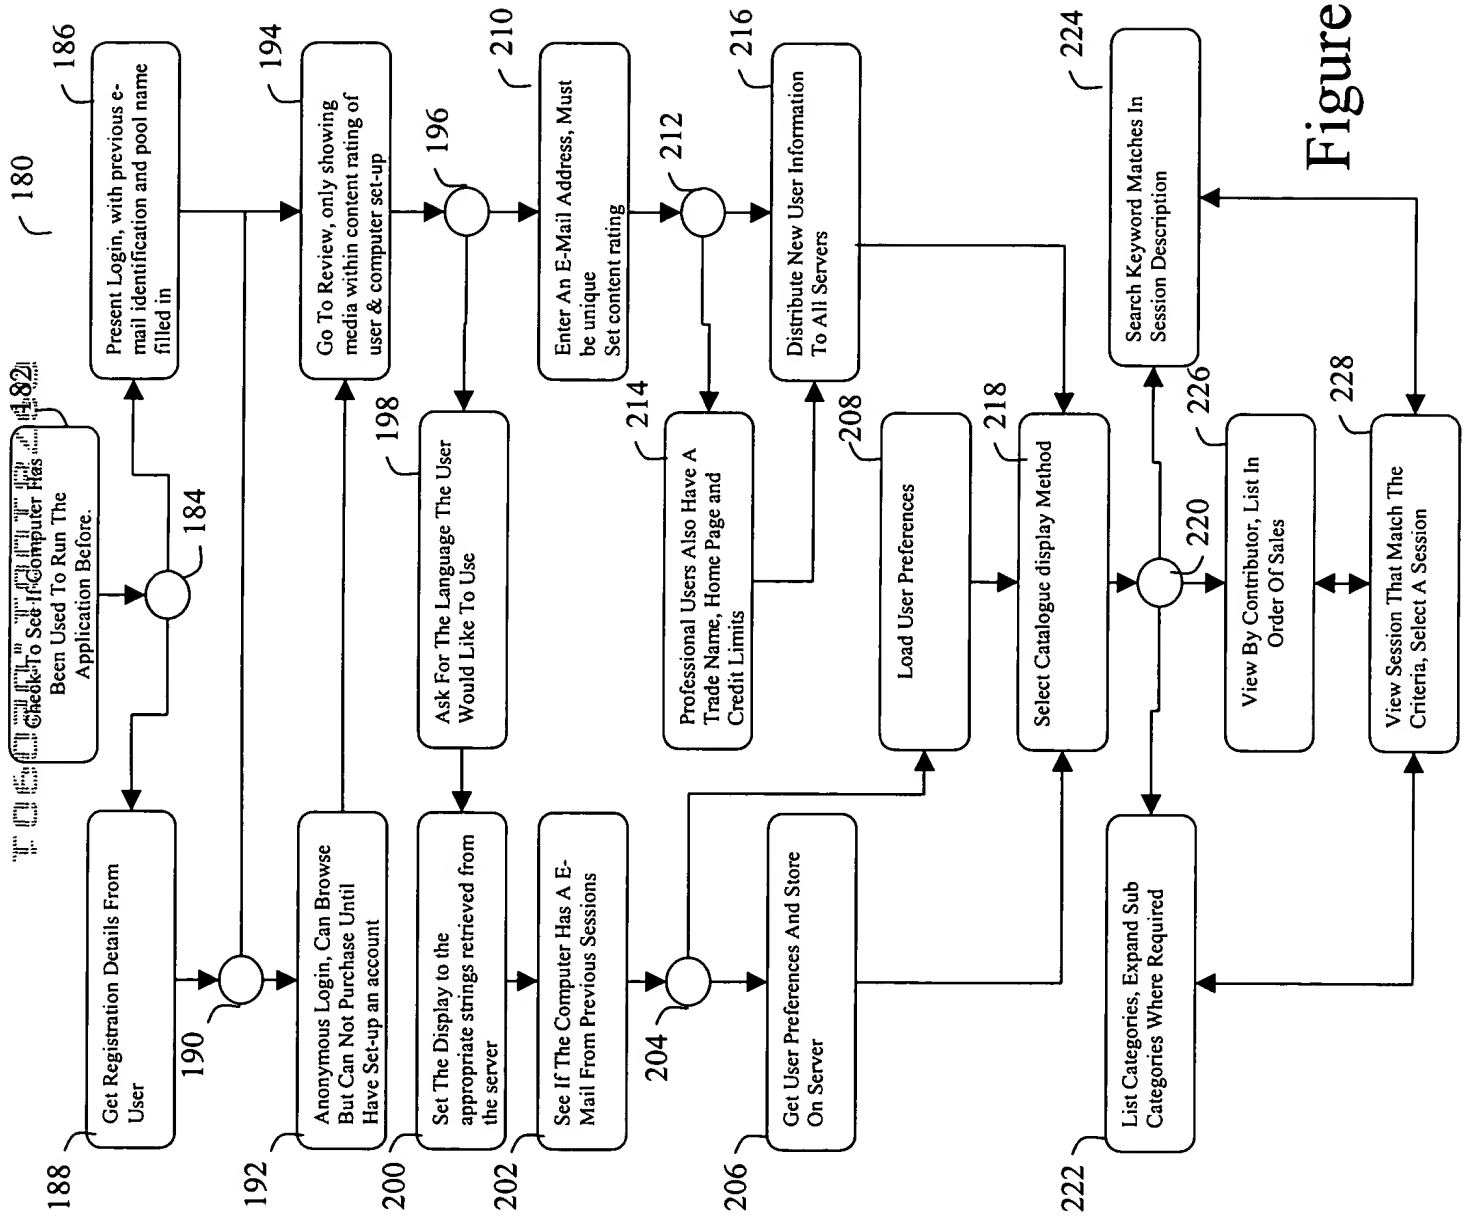 180
182
Check To See If Computer Has
Been Used To Run The
Application Before.
184
186
Present Login, with previous e-
mail identification and pool name
filled in
188
Get Registration Details From
User
190
192
Anonymous Login, Can Browse
But Can Not Purchase Until
Have Set-up an account
194
Go To Review, only showing
media within content rating of
user & computer set-up
196
198
Ask For The Language The User
Would Like To Use
200
Set The Display to the
appropriate strings retrieved from
the server
202
See If The Computer Has A E-
Mail From Previous Sessions
204
206
Get User Preferences And Store
On Server
208
Load User Preferences
210
Enter An E-Mail Address, Must
be unique
Set content rating
212
214
Professional Users Also Have A
Trade Name, Home Page and
Credit Limits
216
Distribute New User Information
To All Servers
218
Select Catalogue display Method
220
222
List Categories, Expand Sub
Categories Where Required
224
Search Keyword Matches In
Session Description
226
View By Contributor, List In
Order Of Sales
228
View Session That Match The
Criteria, Select A Session
Figure